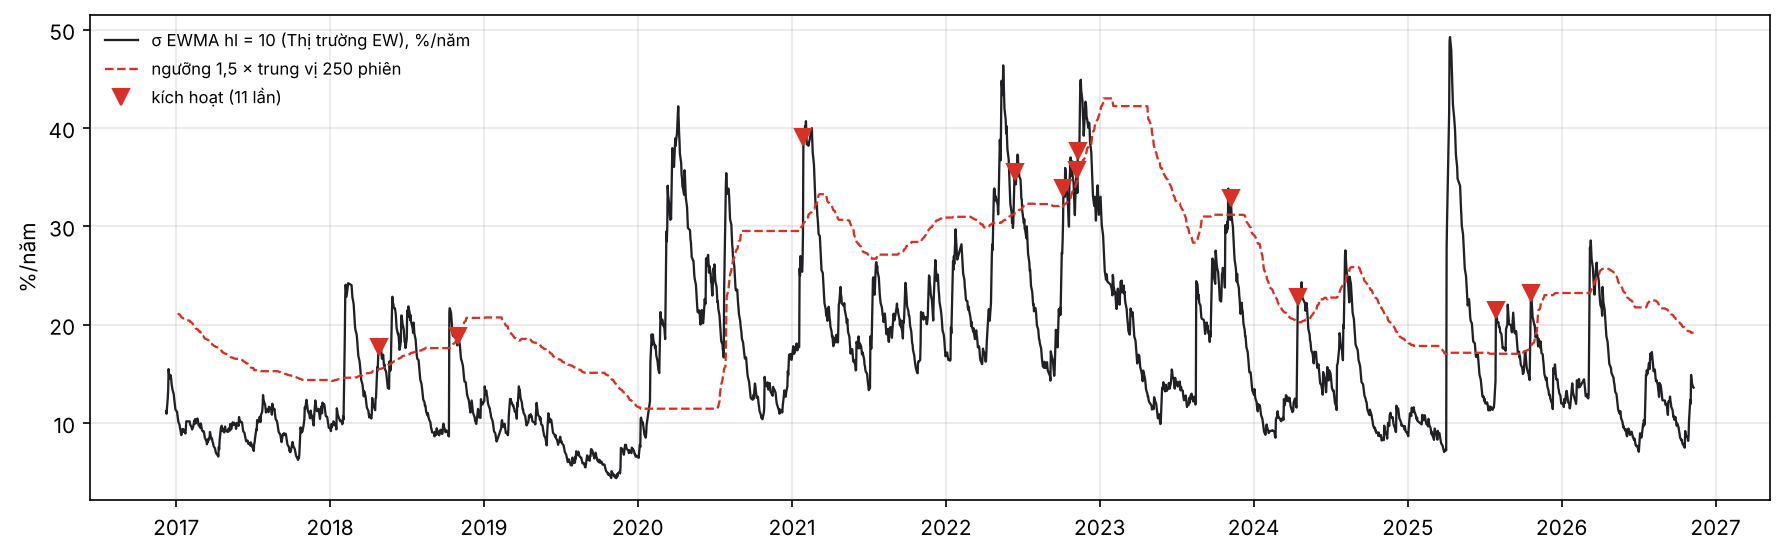 σ EWMA hl = 10 (Thị trường EW), %/năm
ngưỡng 1,5 × trung vị 250 phiên
kích hoạt (11 lần)
%/năm
50
40
30
20
10
2017 2018 2019 2020 2021 2022 2023 2024 2025 2026 2027